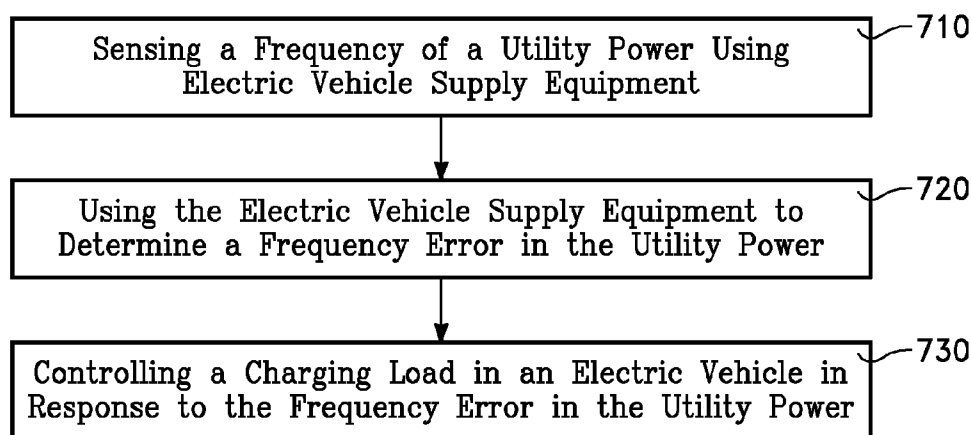 710
Sensing a Frequency of a Utility Power Using
Electric Vehicle Supply Equipment
720
Using the Electric Vehicle Supply Equipment to
Determine a Frequency Error in the Utility Power
730
Controlling a Charging Load in an Electric Vehicle in
Response to the Frequency Error in the Utility Power